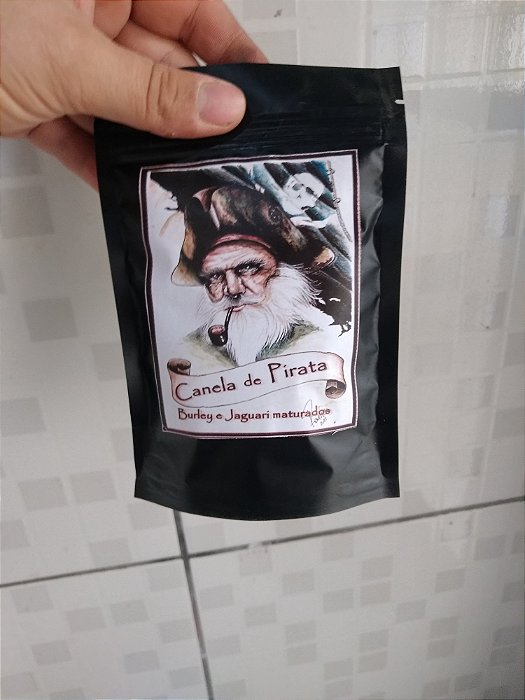 Canela de Pirata
Burley e Jaguari maturados